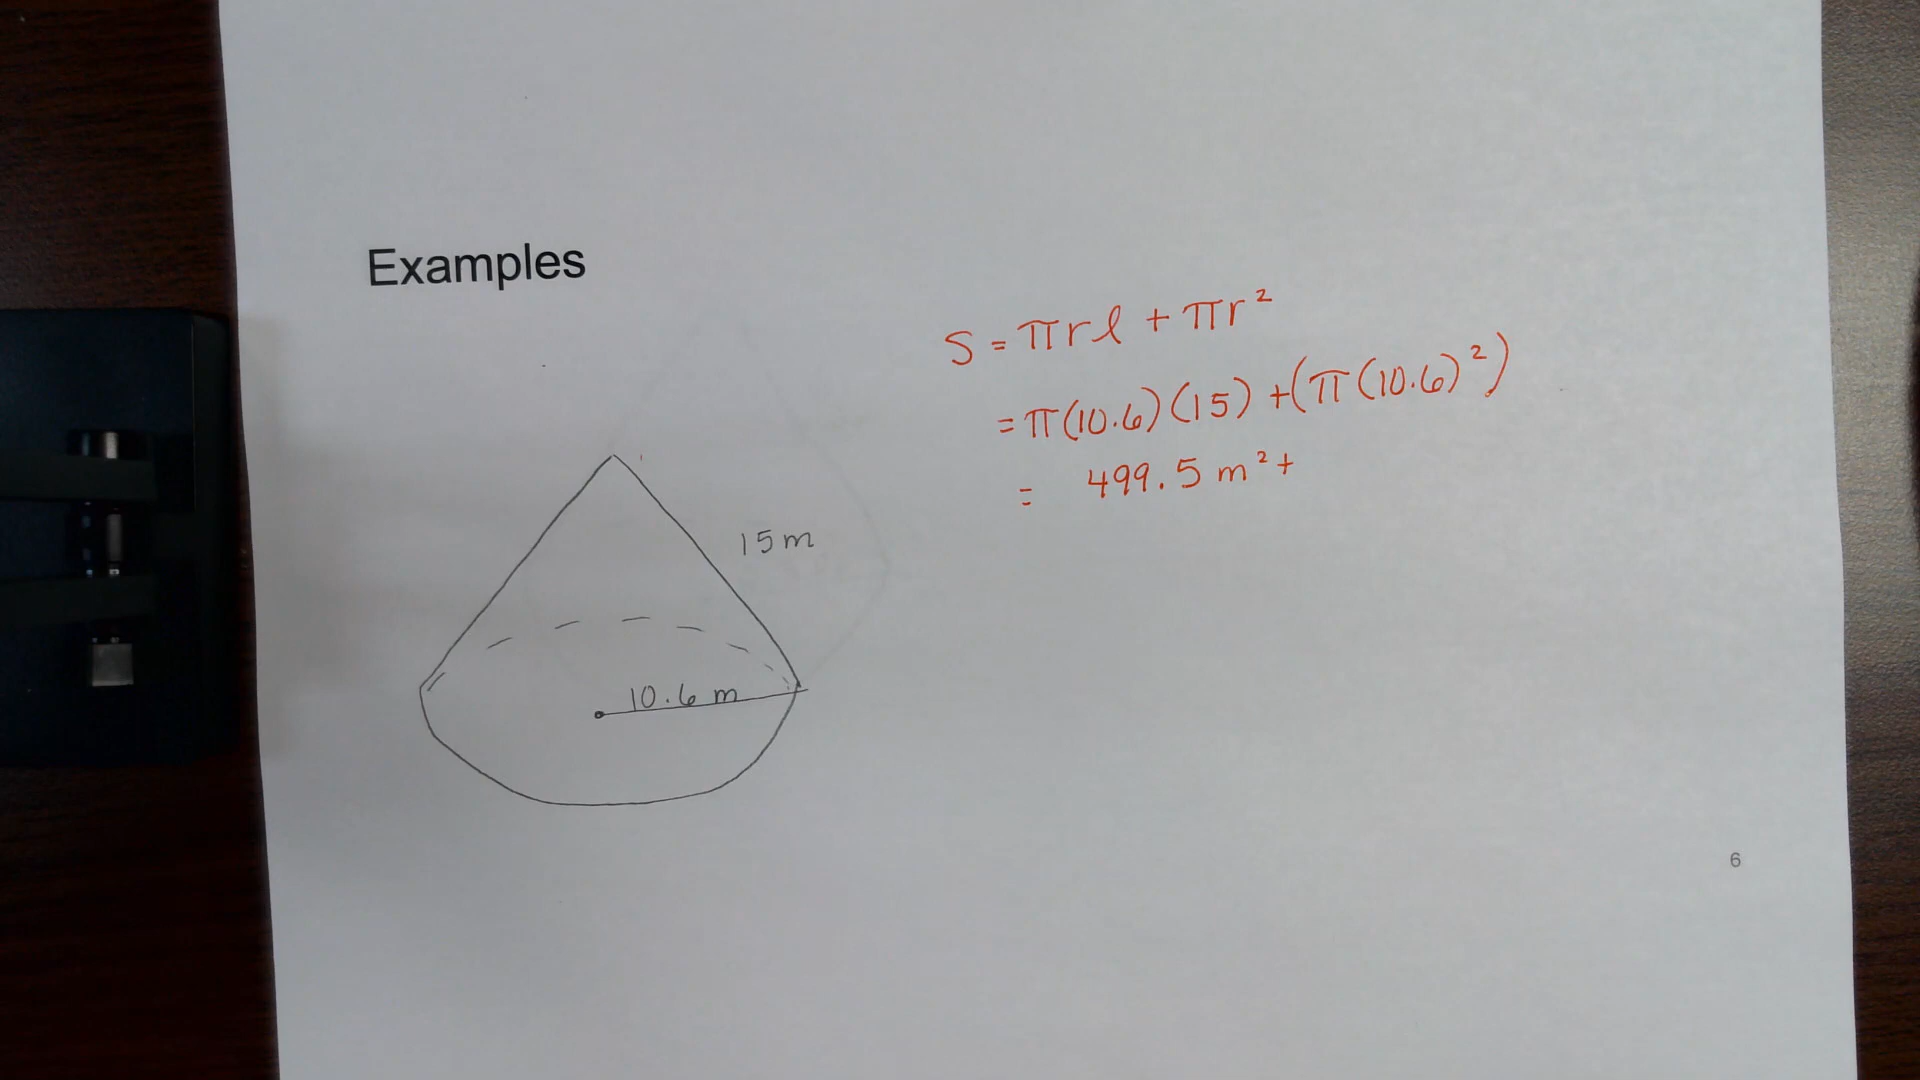 Examples
S = πrl + πr²
= π(10.6)(15) + (π(10.6)²)
= 499.5 m² +
15 m
10.6 m
6